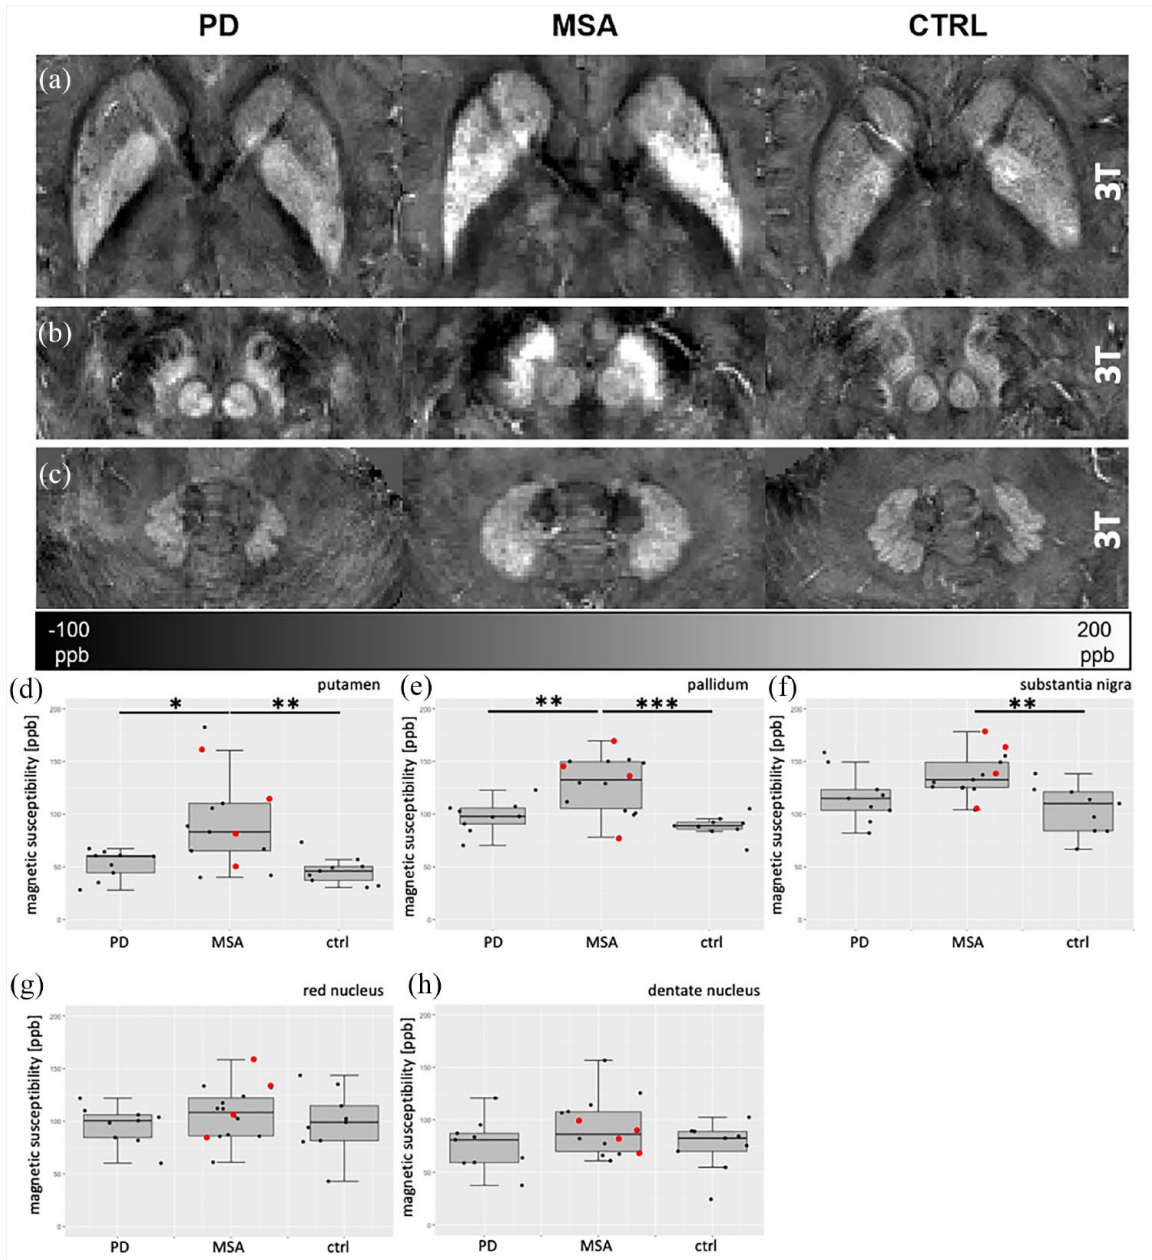 PD MSA CTRL
(a) 3T
(b) 3T
(c) 3T
-100 200
ppb ppb
(d) putamen (e) pallidum (f) substantia nigra
* ** ** *** **
magnetic susceptibility [ppb] magnetic susceptibility [ppb] magnetic susceptibility [ppb]
200 200 200
150 150 150
100 100 100
50 50 50
0 0 0
PD MSA ctrl PD MSA ctrl PD MSA ctrl
(g) red nucleus (h) dentate nucleus
magnetic susceptibility [ppb] magnetic susceptibility [ppb]
200 200
150 150
100 100
50 50
0 0
PD MSA ctrl PD MSA ctrl